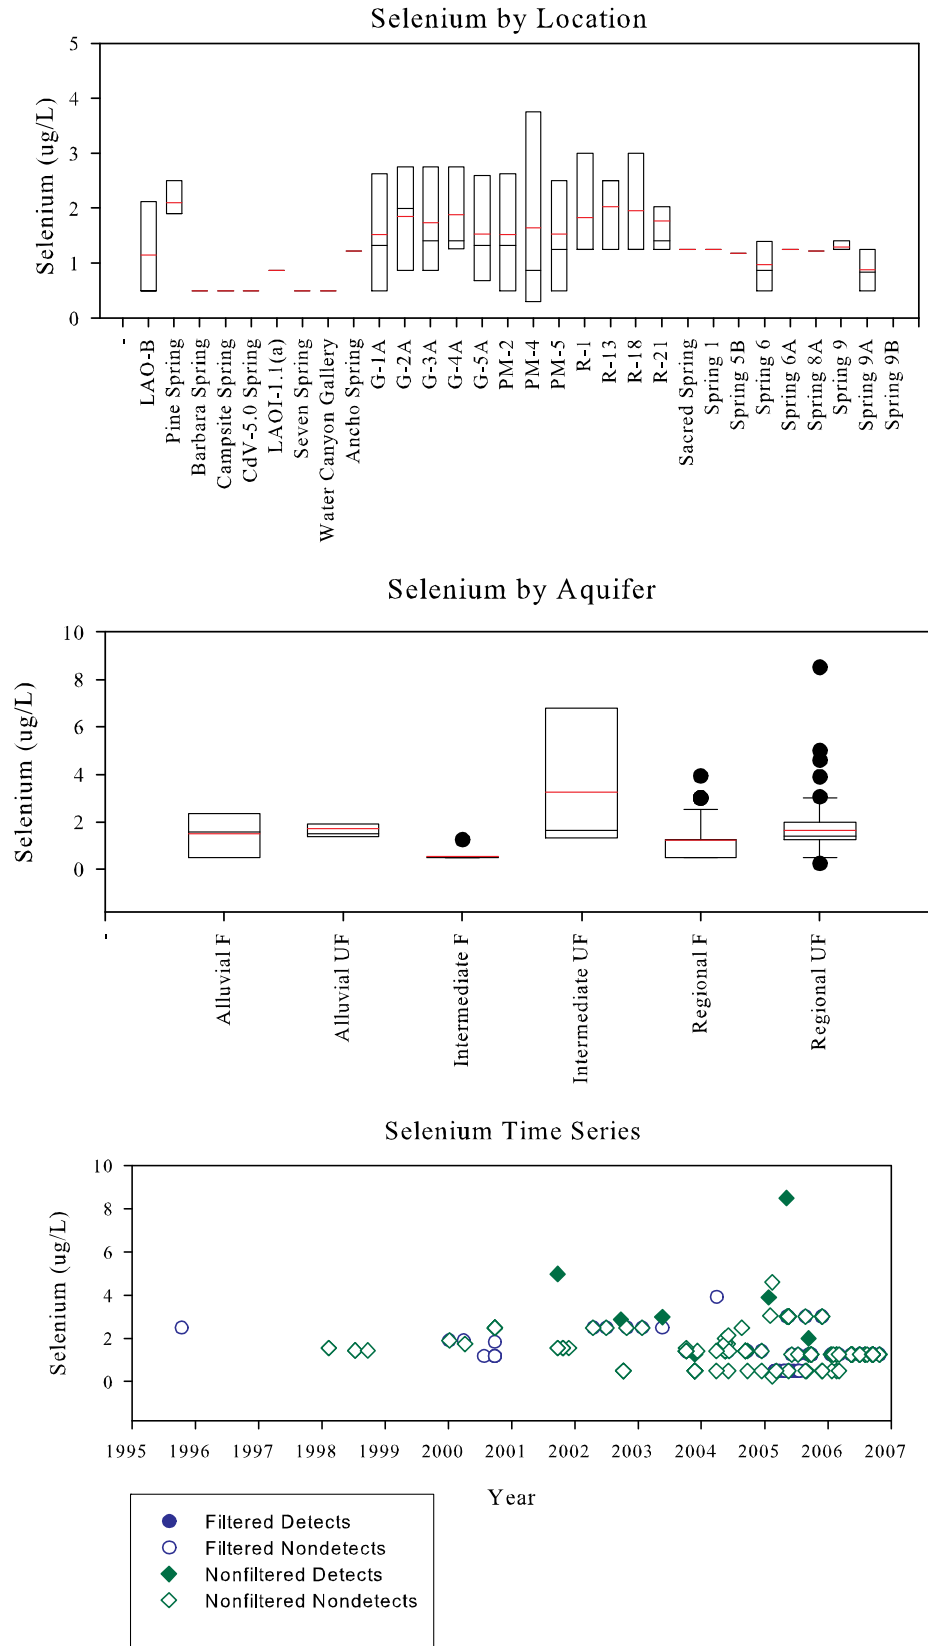 Selenium by Location
Selenium (ug/L)
5
4
3
2
1
0
-
LAO-B
Pine Spring
Barbara Spring
Campsite Spring
CdV-5.0 Spring
LAOI-1.1(a)
Seven Spring
Water Canyon Gallery
Ancho Spring
G-1A
G-2A
G-3A
G-4A
G-5A
PM-2
PM-4
PM-5
R-1
R-13
R-18
R-21
Sacred Spring
Spring 1
Spring 5B
Spring 6
Spring 6A
Spring 8A
Spring 9
Spring 9A
Spring 9B
Selenium by Aquifer
Selenium (ug/L)
10
8
6
4
2
0
-
Alluvial F
Alluvial UF
Intermediate F
Intermediate UF
Regional F
Regional UF
Selenium Time Series
Selenium (ug/L)
10
8
6
4
2
0
1995 1996 1997 1998 1999 2000 2001 2002 2003 2004 2005 2006 2007
Year
Filtered Detects
Filtered Nondetects
Nonfiltered Detects
Nonfiltered Nondetects